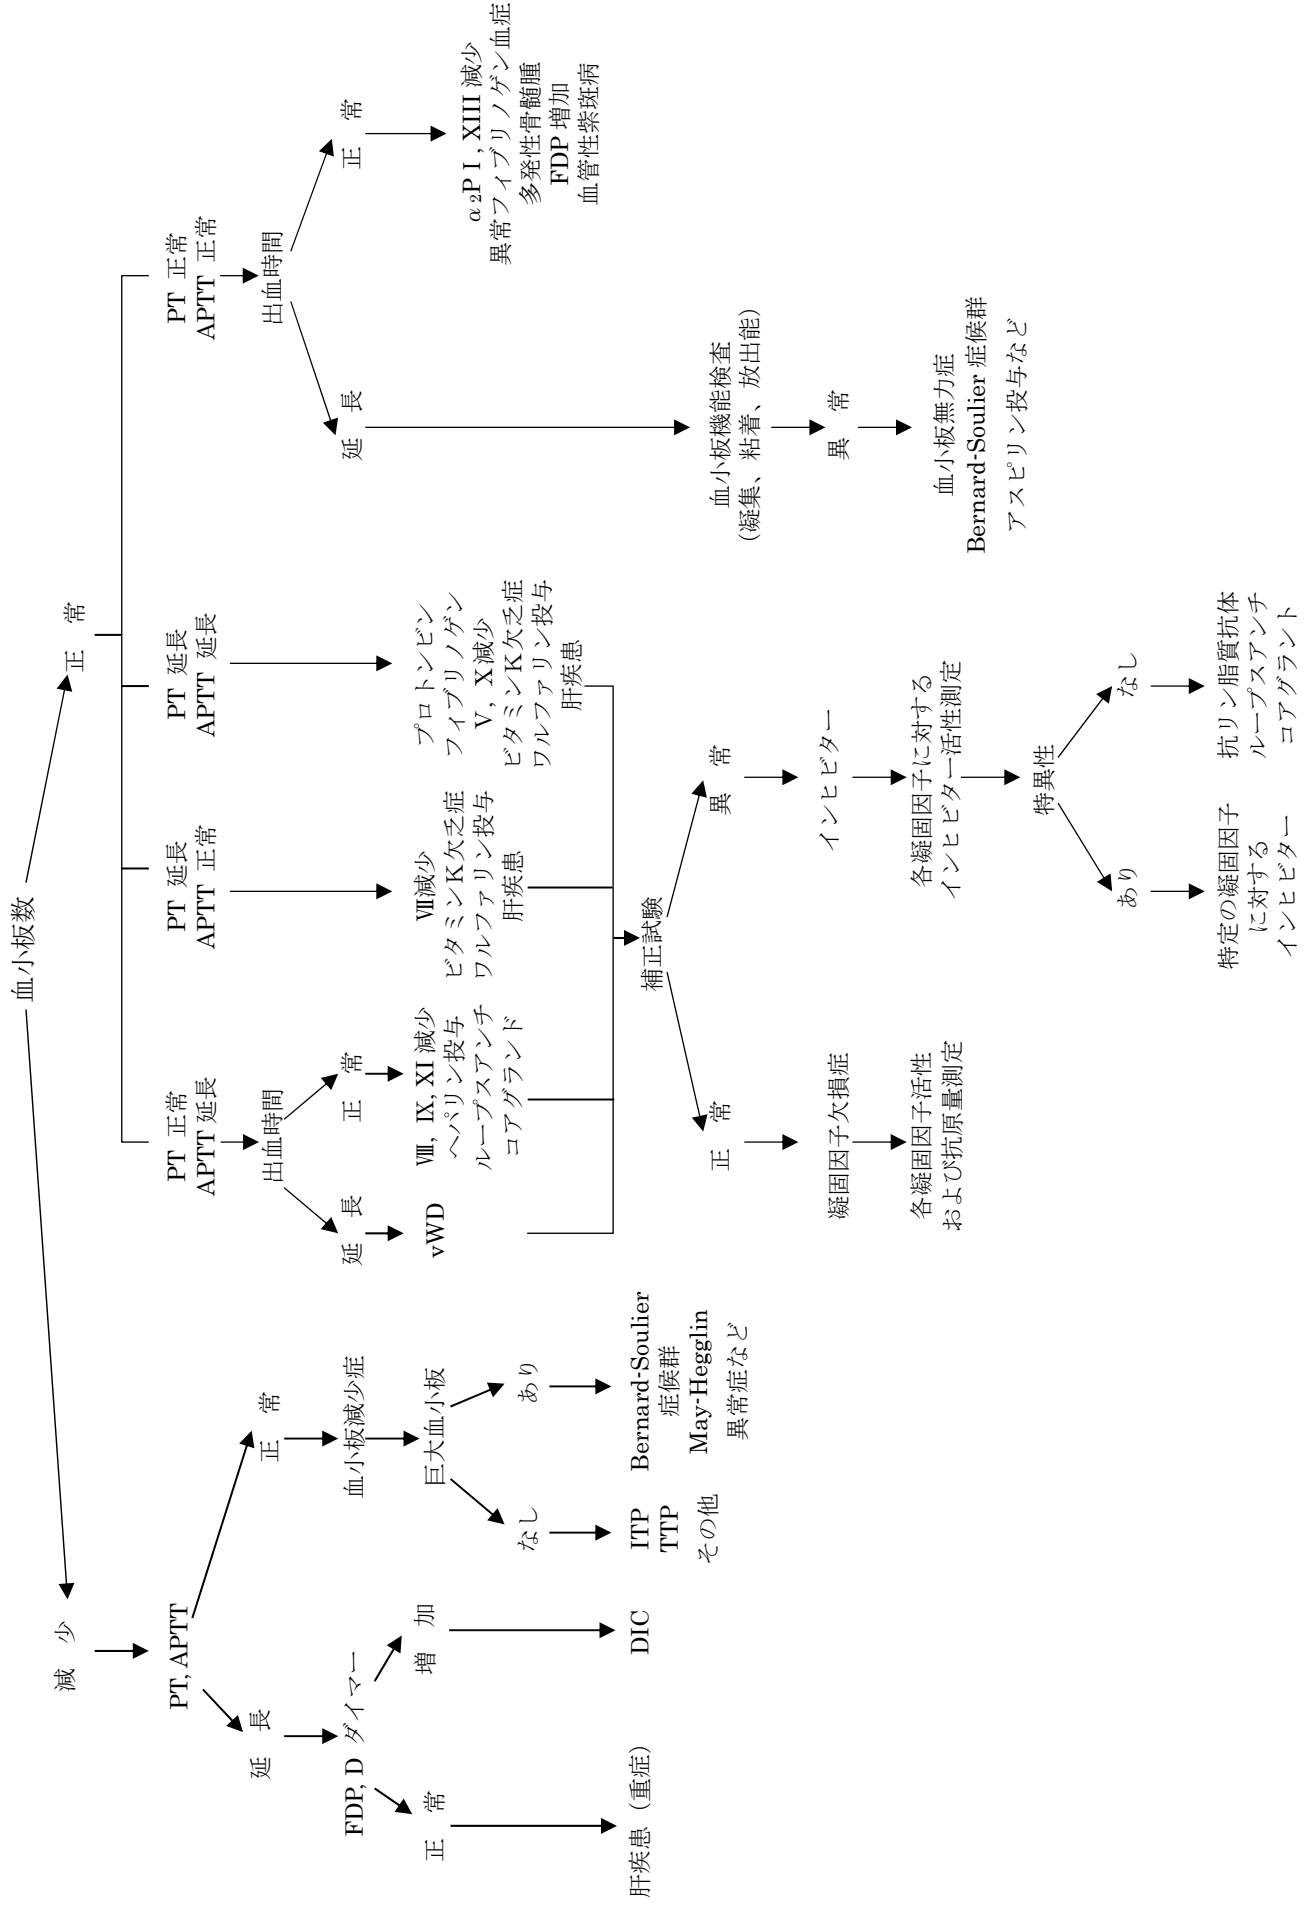 血小板数
減　少
正　常
PT, APTT
延　長
正　常
FDP, D ダイマー
正　常
増　加
肝疾患（重症）
DIC
血小板減少症
巨大血小板
なし
あり
ITP
TTP
その他
Bernard-Soulier
症候群
May-Hegglin
異常症など
PT 正常
APTT 延長
出血時間
延　長
正　常
vWD
Ⅷ, IX, XI 減少
ヘパリン投与
ループスアンチ
コアグランド
PT 延長
APTT 正常
Ⅶ減少
ビタミンK欠乏症
ワルファリン投与
肝疾患
PT 延長
APTT 延長
プロトンビン
フィブリノゲン
V, X減少
ビタミンK欠乏症
ワルファリン投与
肝疾患
補正試験
正　常
異　常
凝固因子欠損症
各凝固因子活性
および抗原量測定
インヒビター
各凝固因子に対する
インヒビター活性測定
特異性
あり
なし
特定の凝固因子
に対する
インヒビター
抗リン脂質抗体
ループスアンチ
コアグラント
PT 正常
APTT 正常
出血時間
延　長
正　常
血小板機能検査
(凝集、粘着、放出能)
異　常
血小板無力症
Bernard-Soulier 症候群
アスピリン投与など
α2P I , XIII 減少
異常フィブリノゲン血症
多発性骨髄腫
FDP 増加
血管性紫斑病